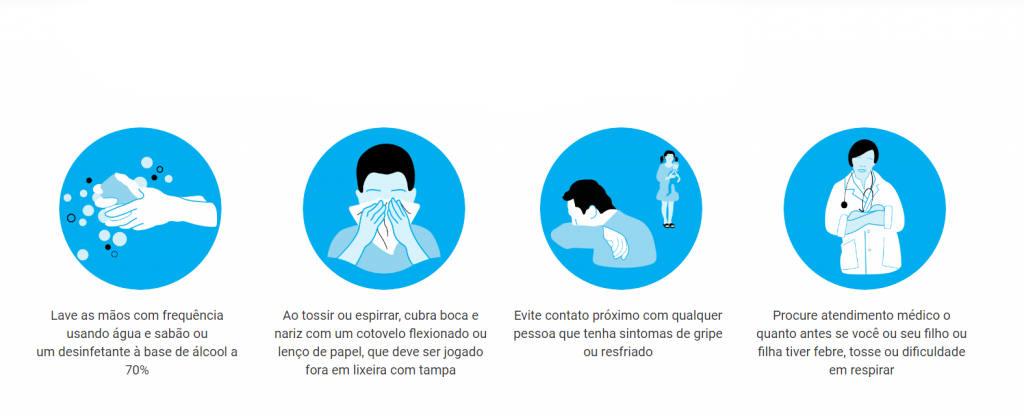 Lave as mãos com frequência
usando água e sabão ou
um desinfetante à base de álcool a
70%
Ao tossir ou espirrar, cubra boca e
nariz com um cotovelo flexionado ou
lenço de papel, que deve ser jogado
fora em lixeira com tampa
Evite contato próximo com qualquer
pessoa que tenha sintomas de gripe
ou resfriado
Procure atendimento médico o
quanto antes se você ou seu filho ou
filha tiver febre, tosse ou dificuldade
em respirar